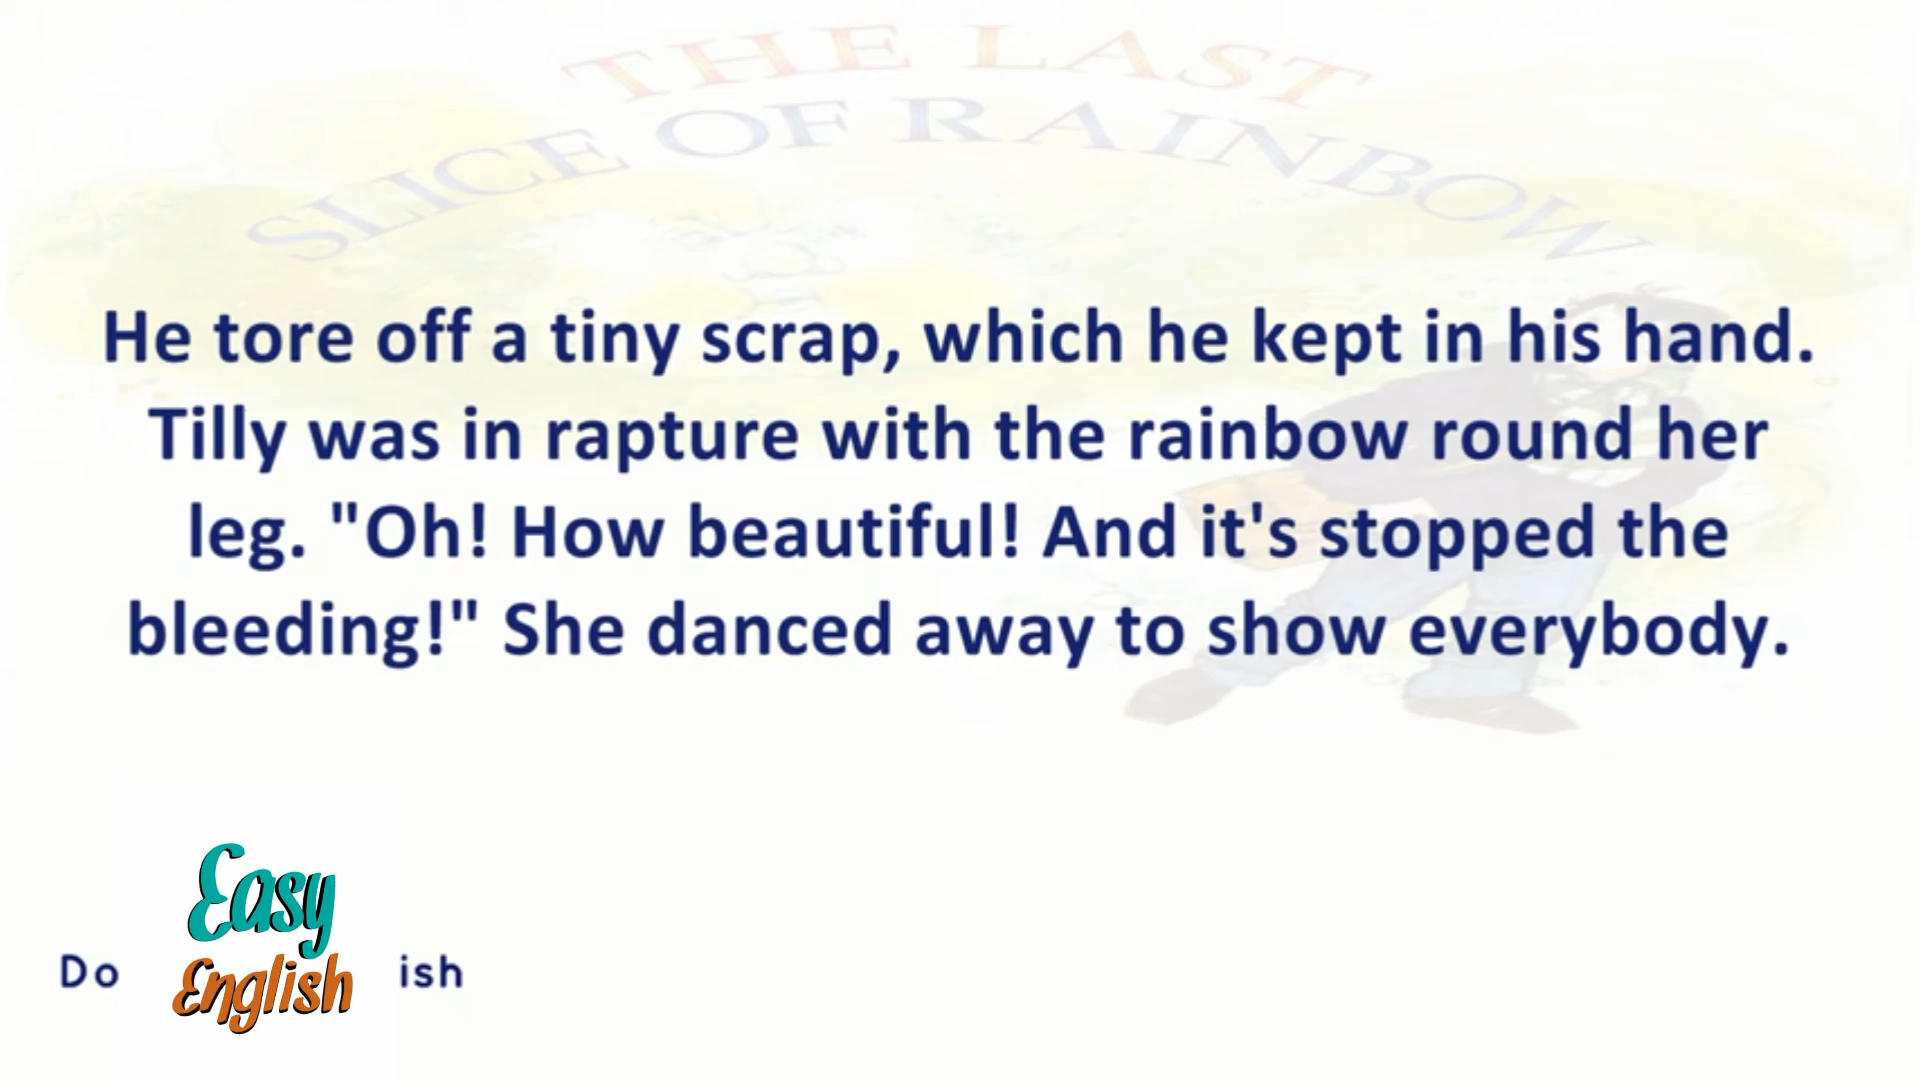 THE LAST
SLICE OF RAINBOW
He tore off a tiny scrap, which he kept in his hand.
Tilly was in rapture with the rainbow round her
leg. "Oh! How beautiful! And it's stopped the
bleeding!" She danced away to show everybody.
Easy
English
Do ish